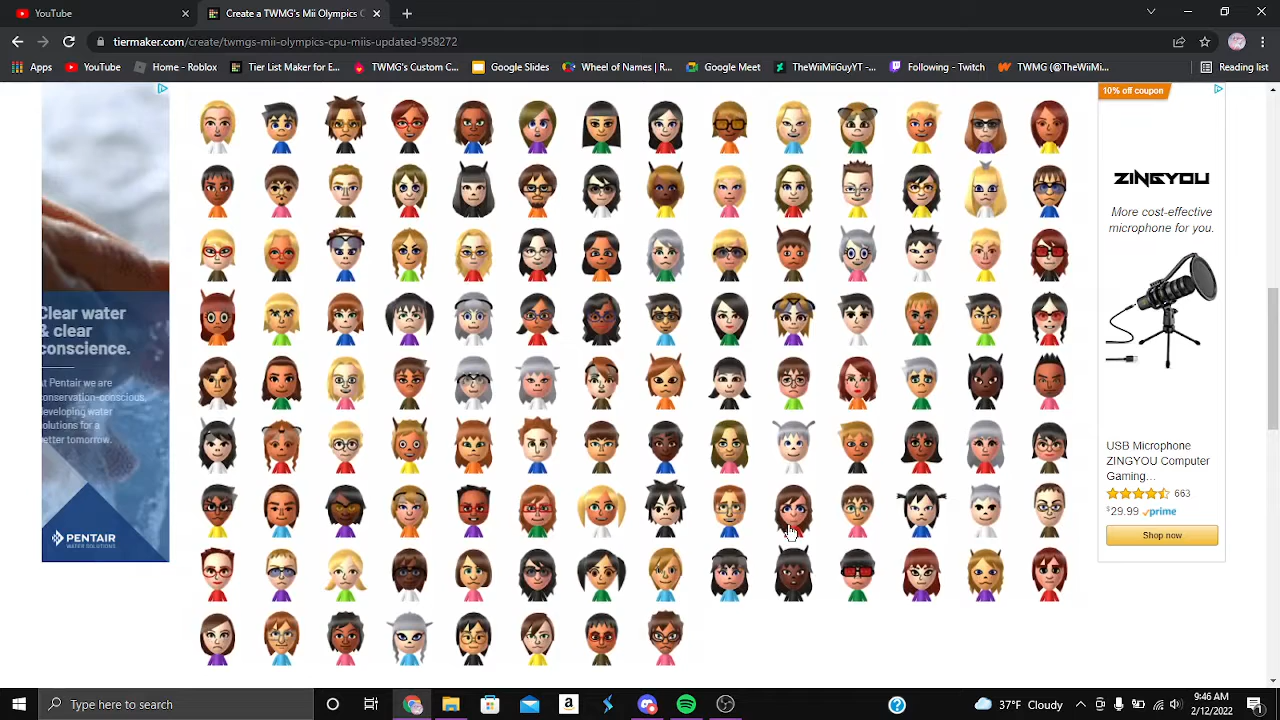 YouTube
Create a TWMG's Mii Olympics C
tiermaker.com/create/twmgs-mii-olympics-cpu-miis-updated-958272
Apps
YouTube
Home - Roblox
Tier List Maker for E...
TWMG's Custom C...
Google Slides
Wheel of Names | R...
Google Meet
TheWiiMiiGuyYT -...
Following - Twitch
TWMG (@TheWiiMi...
Reading list
Clear water
& clear
conscience.
At Pentair we are
conservation-conscious,
developing water
solutions for a
better tomorrow.
PENTAIR
WATER SOLUTIONS
10% off coupon
ZINGYOU
More cost-effective
microphone for you.
USB Microphone
ZINGYOU Computer
Gaming...
663
$29.99 prime
Shop now
Type here to search
37°F Cloudy
9:46 AM
2/12/2022